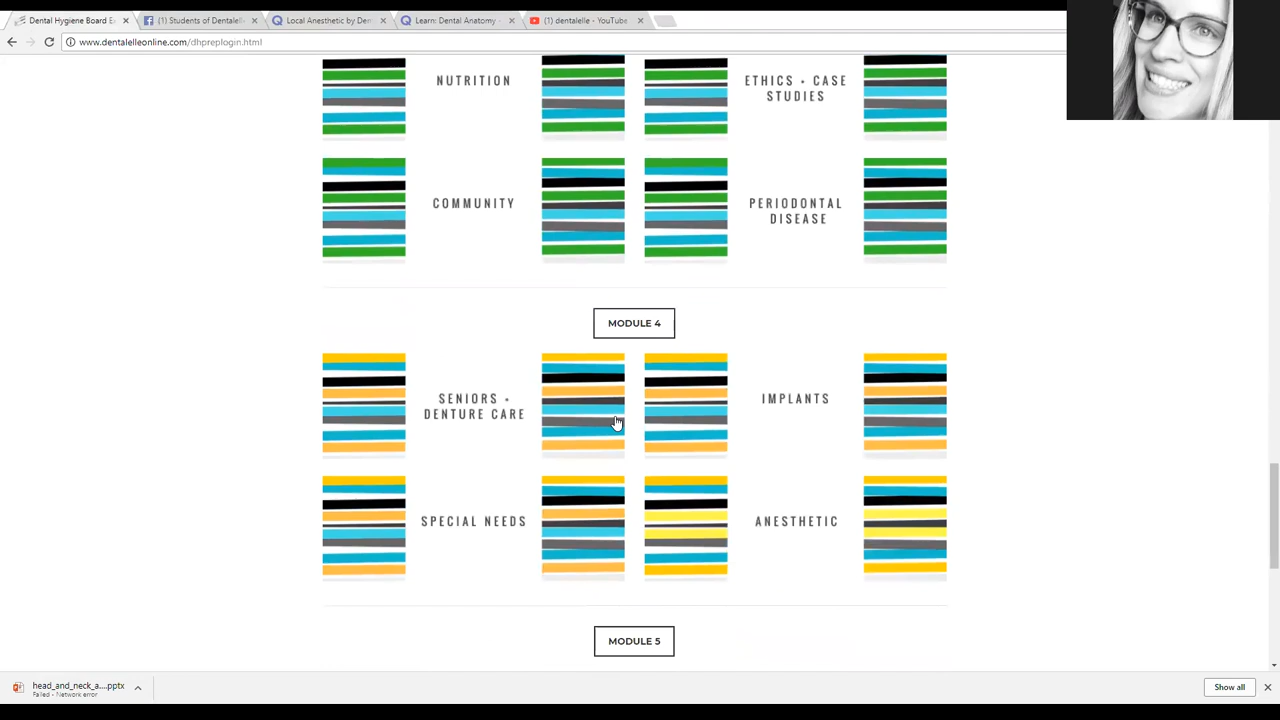 Dental Hygiene Board E
(1) Students of Dentalelle
Local Anesthetic by Den
Learn: Dental Anatomy -
(1) dentalelle - YouTube
www.dentalelleonline.com/dhpreplogin.html
NUTRITION
ETHICS • CASE
STUDIES
COMMUNITY
PERIODONTAL
DISEASE
MODULE 4
SENIORS •
DENTURE CARE
IMPLANTS
SPECIAL NEEDS
ANESTHETIC
MODULE 5
head_and_neck_a....pptx
Failed - Network error
Show all